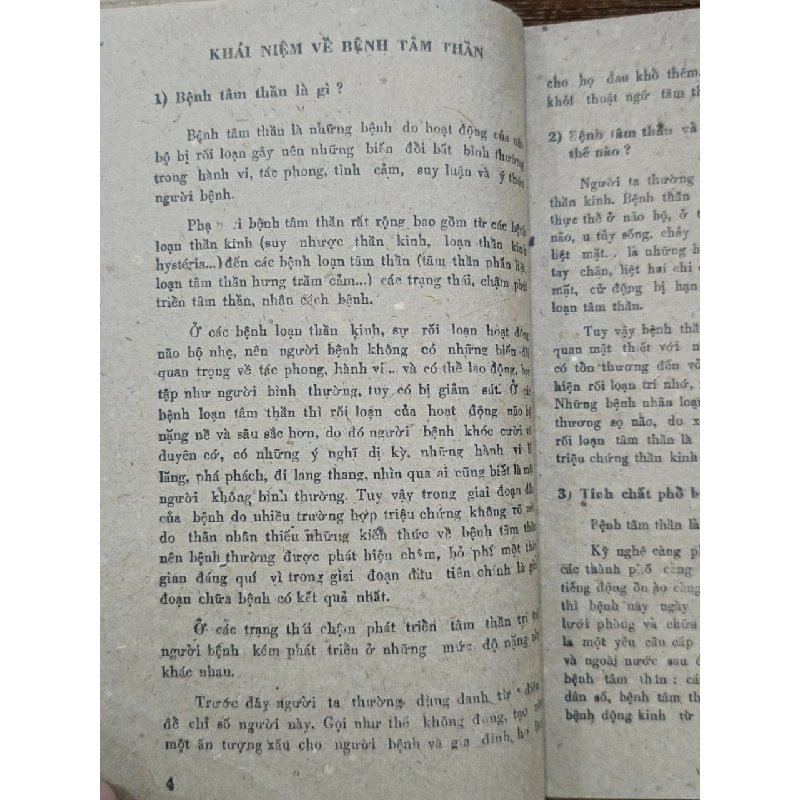 KHÁI NIỆM VỀ BỆNH TÂM THẦN
1) Bệnh tâm thần là gì ?
Bệnh tâm thần là những bệnh do hoạt động của não
bộ bị rối loạn gây nên những biến đổi bất bình thường
trong hành vi, tác phong, tình cảm, suy luận và ý thức
người bệnh.
Phạ vi bệnh tâm thần rất rộng bao gồm từ các bệnh
loạn thần kinh (suy nhược thần kinh, loạn thần kinh
hystéria...) đến các bệnh loạn tâm thần (tâm thần phân liệt,
loạn tâm thần hưng trầm cảm...) các trạng thái, chậm phát
triển tâm thần, nhân cách bệnh.
Ở các bệnh loạn thần kinh, sự rối loạn hoạt động
não bộ nhẹ, nên người bệnh không có những biến đổi
quan trọng về tác phong, hành vi... và có thể lao động, học
tập như người bình thường, tuy có bị giảm sút. Ở các
bệnh loạn tâm thần thì rối loạn của hoạt động não bộ
nặng nề và sâu sắc hơn, do đó người bệnh khóc cười vô
duyên cớ, có những ý nghĩ dị kỳ, những hành vi lố
lăng, phá phách, đi lang thang, nhìn qua ai cũng biết là một
người không bình thường. Tuy vậy trong giai đoạn đầu
của bệnh do nhiều trường hợp triệu chứng không rõ nét
do thân nhân thiếu những kiến thức về bệnh tâm thần
nên bệnh thường được phát hiện chậm, bỏ phí một thời
gian đáng quí vì trong giai đoạn đầu tiên chính là giai
đoạn chữa bệnh có kết quả nhất.
Ở các trạng thái chậm phát triển tâm thần trí tuệ
người bệnh kém phát triển ở những mức độ nặng nhẹ
khác nhau.
Trước đây người ta thường dùng danh từ " điên
để chỉ số người này. Gọi như thế không đúng, tạo nên
một ấn tượng xấu cho người bệnh và gia đình,
4
cho họ đau khổ thêm.
khỏi thuật ngữ tâm th
2) Bệnh tâm thần và
thế nào ?
Người ta thường
thần kinh. Bệnh thần
thực thể ở não bộ, ở t
não, u tủy sống, chảy
liệt mặt... là những b
tay chân, liệt hai chi d
mặt, cử động bị hạn
loạn tâm thần.
Tuy vậy bệnh thầ
quan mật thiết với n
có tổn thương đến vỏ
hiện rối loạn trí nhớ,
Những bệnh nhân loạn
thương sọ não, do x
rối loạn tâm thần là
triệu chứng thần kinh
3) Tính chất phổ b
Bệnh tâm thần là
Kỹ nghệ càng p
các thành phố càng
tiếng động ồn ào càng
thì bệnh này ngày
lưới phòng và chữa
là một yêu cầu cấp
và ngoài nước sau đ
bệnh tâm thần : các
dân số, bệnh tâm th
bệnh động kinh từ